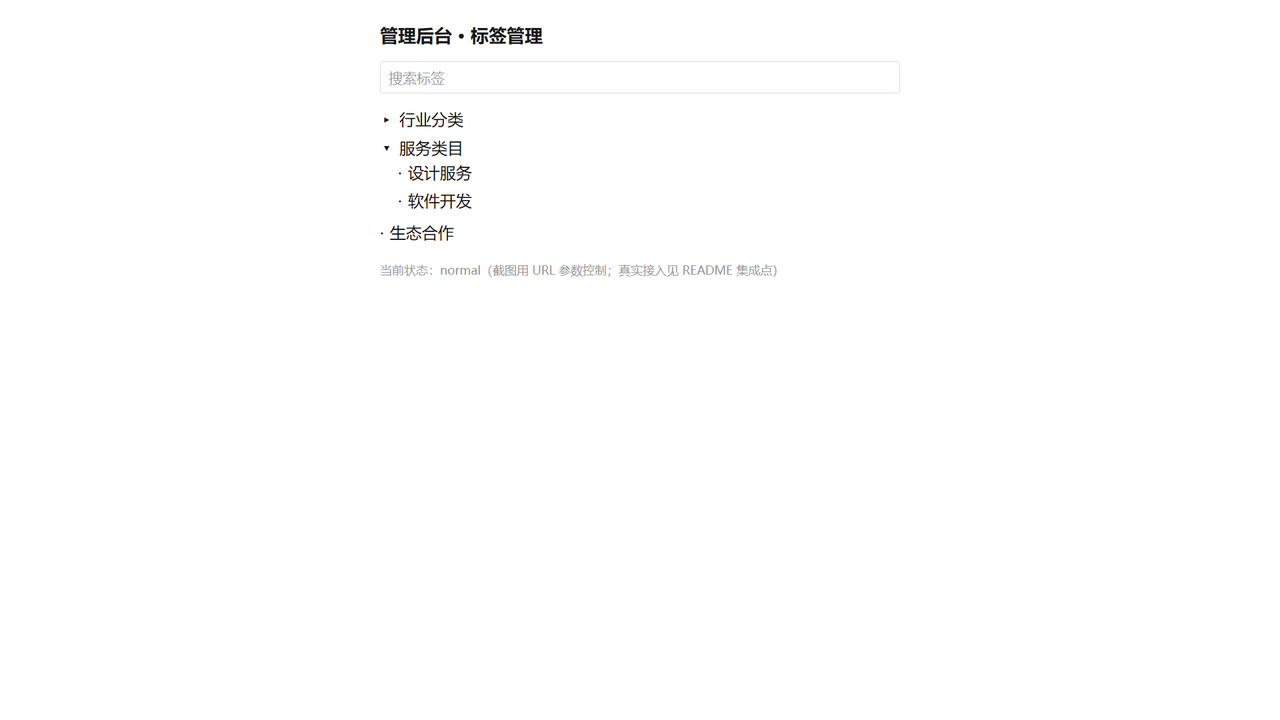 管理后台 · 标签管理
搜索标签
▸ 行业分类
▾ 服务类目
· 设计服务
· 软件开发
· 生态合作
当前状态：normal（截图用 URL 参数控制；真实接入见 README 集成点）